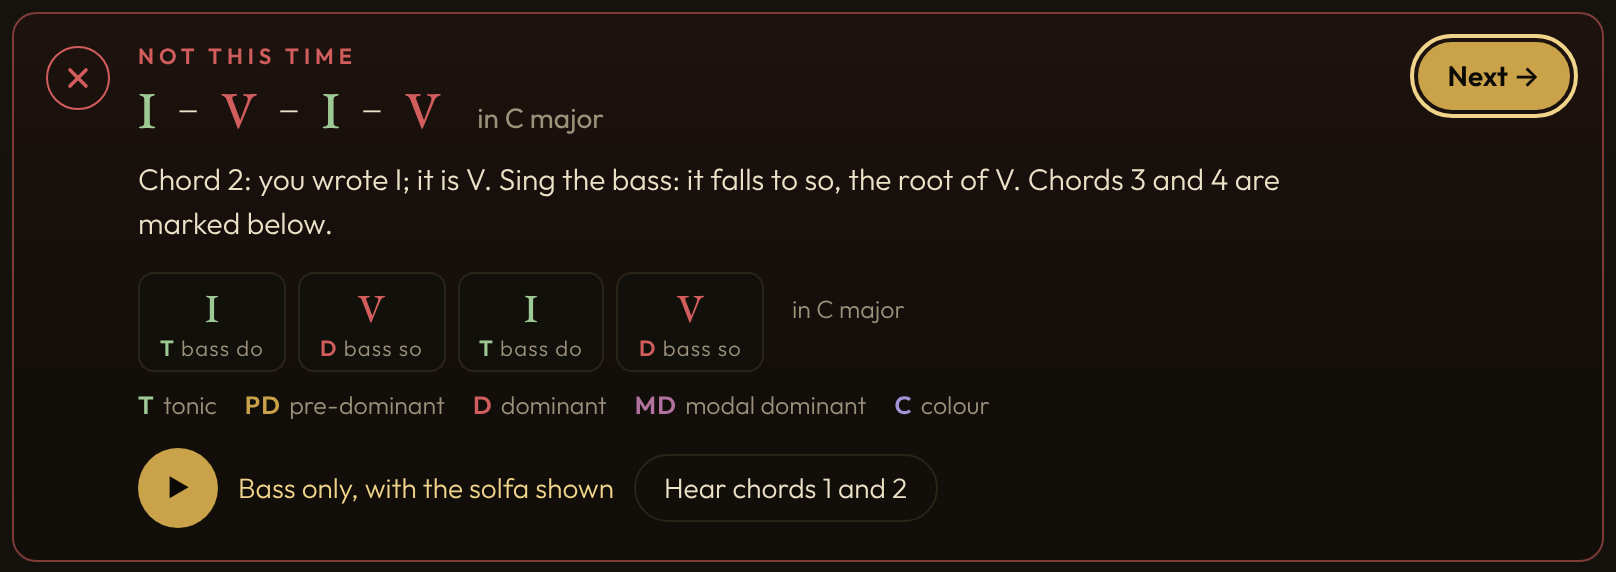 NOT THIS TIME
I – V – I – V in C major
Next →
Chord 2: you wrote I; it is V. Sing the bass: it falls to so, the root of V. Chords 3 and 4 are
marked below.
I V I V in C major
T bass do D bass so T bass do D bass so
T tonic PD pre-dominant D dominant MD modal dominant C colour
Bass only, with the solfa shown Hear chords 1 and 2